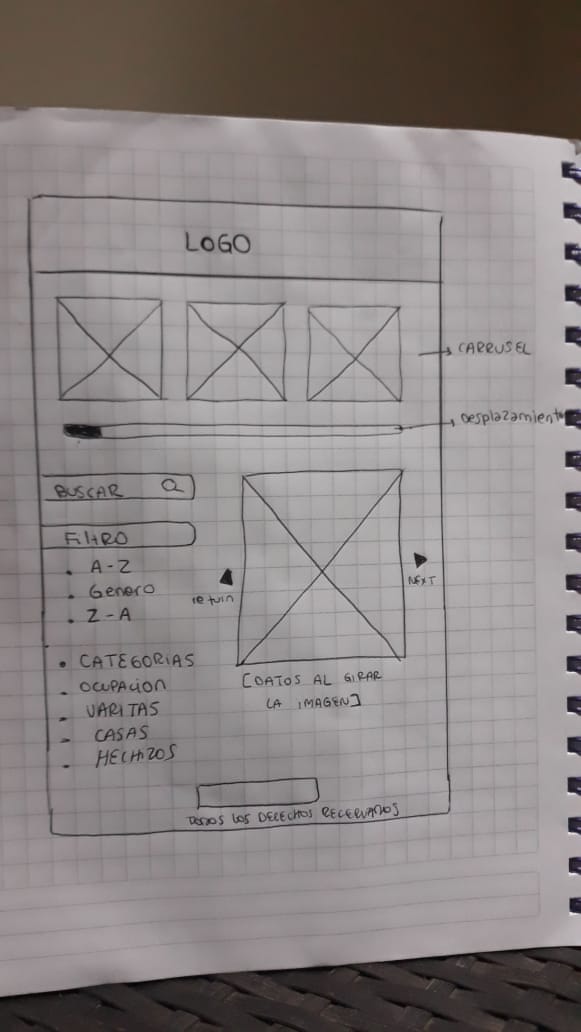 LOGO
CARRUSEL
Desplazamiento
BUSCAR
FiltRO
A-Z
Genero
Z-A
return
NEXT
CATEGORIAS
OCUPACION
VARITAS
CASAS
HECHIZOS
[DATOS AL GIRAR
LA IMAGEN]
TODOS LOS DERECHOS RECERVADOS